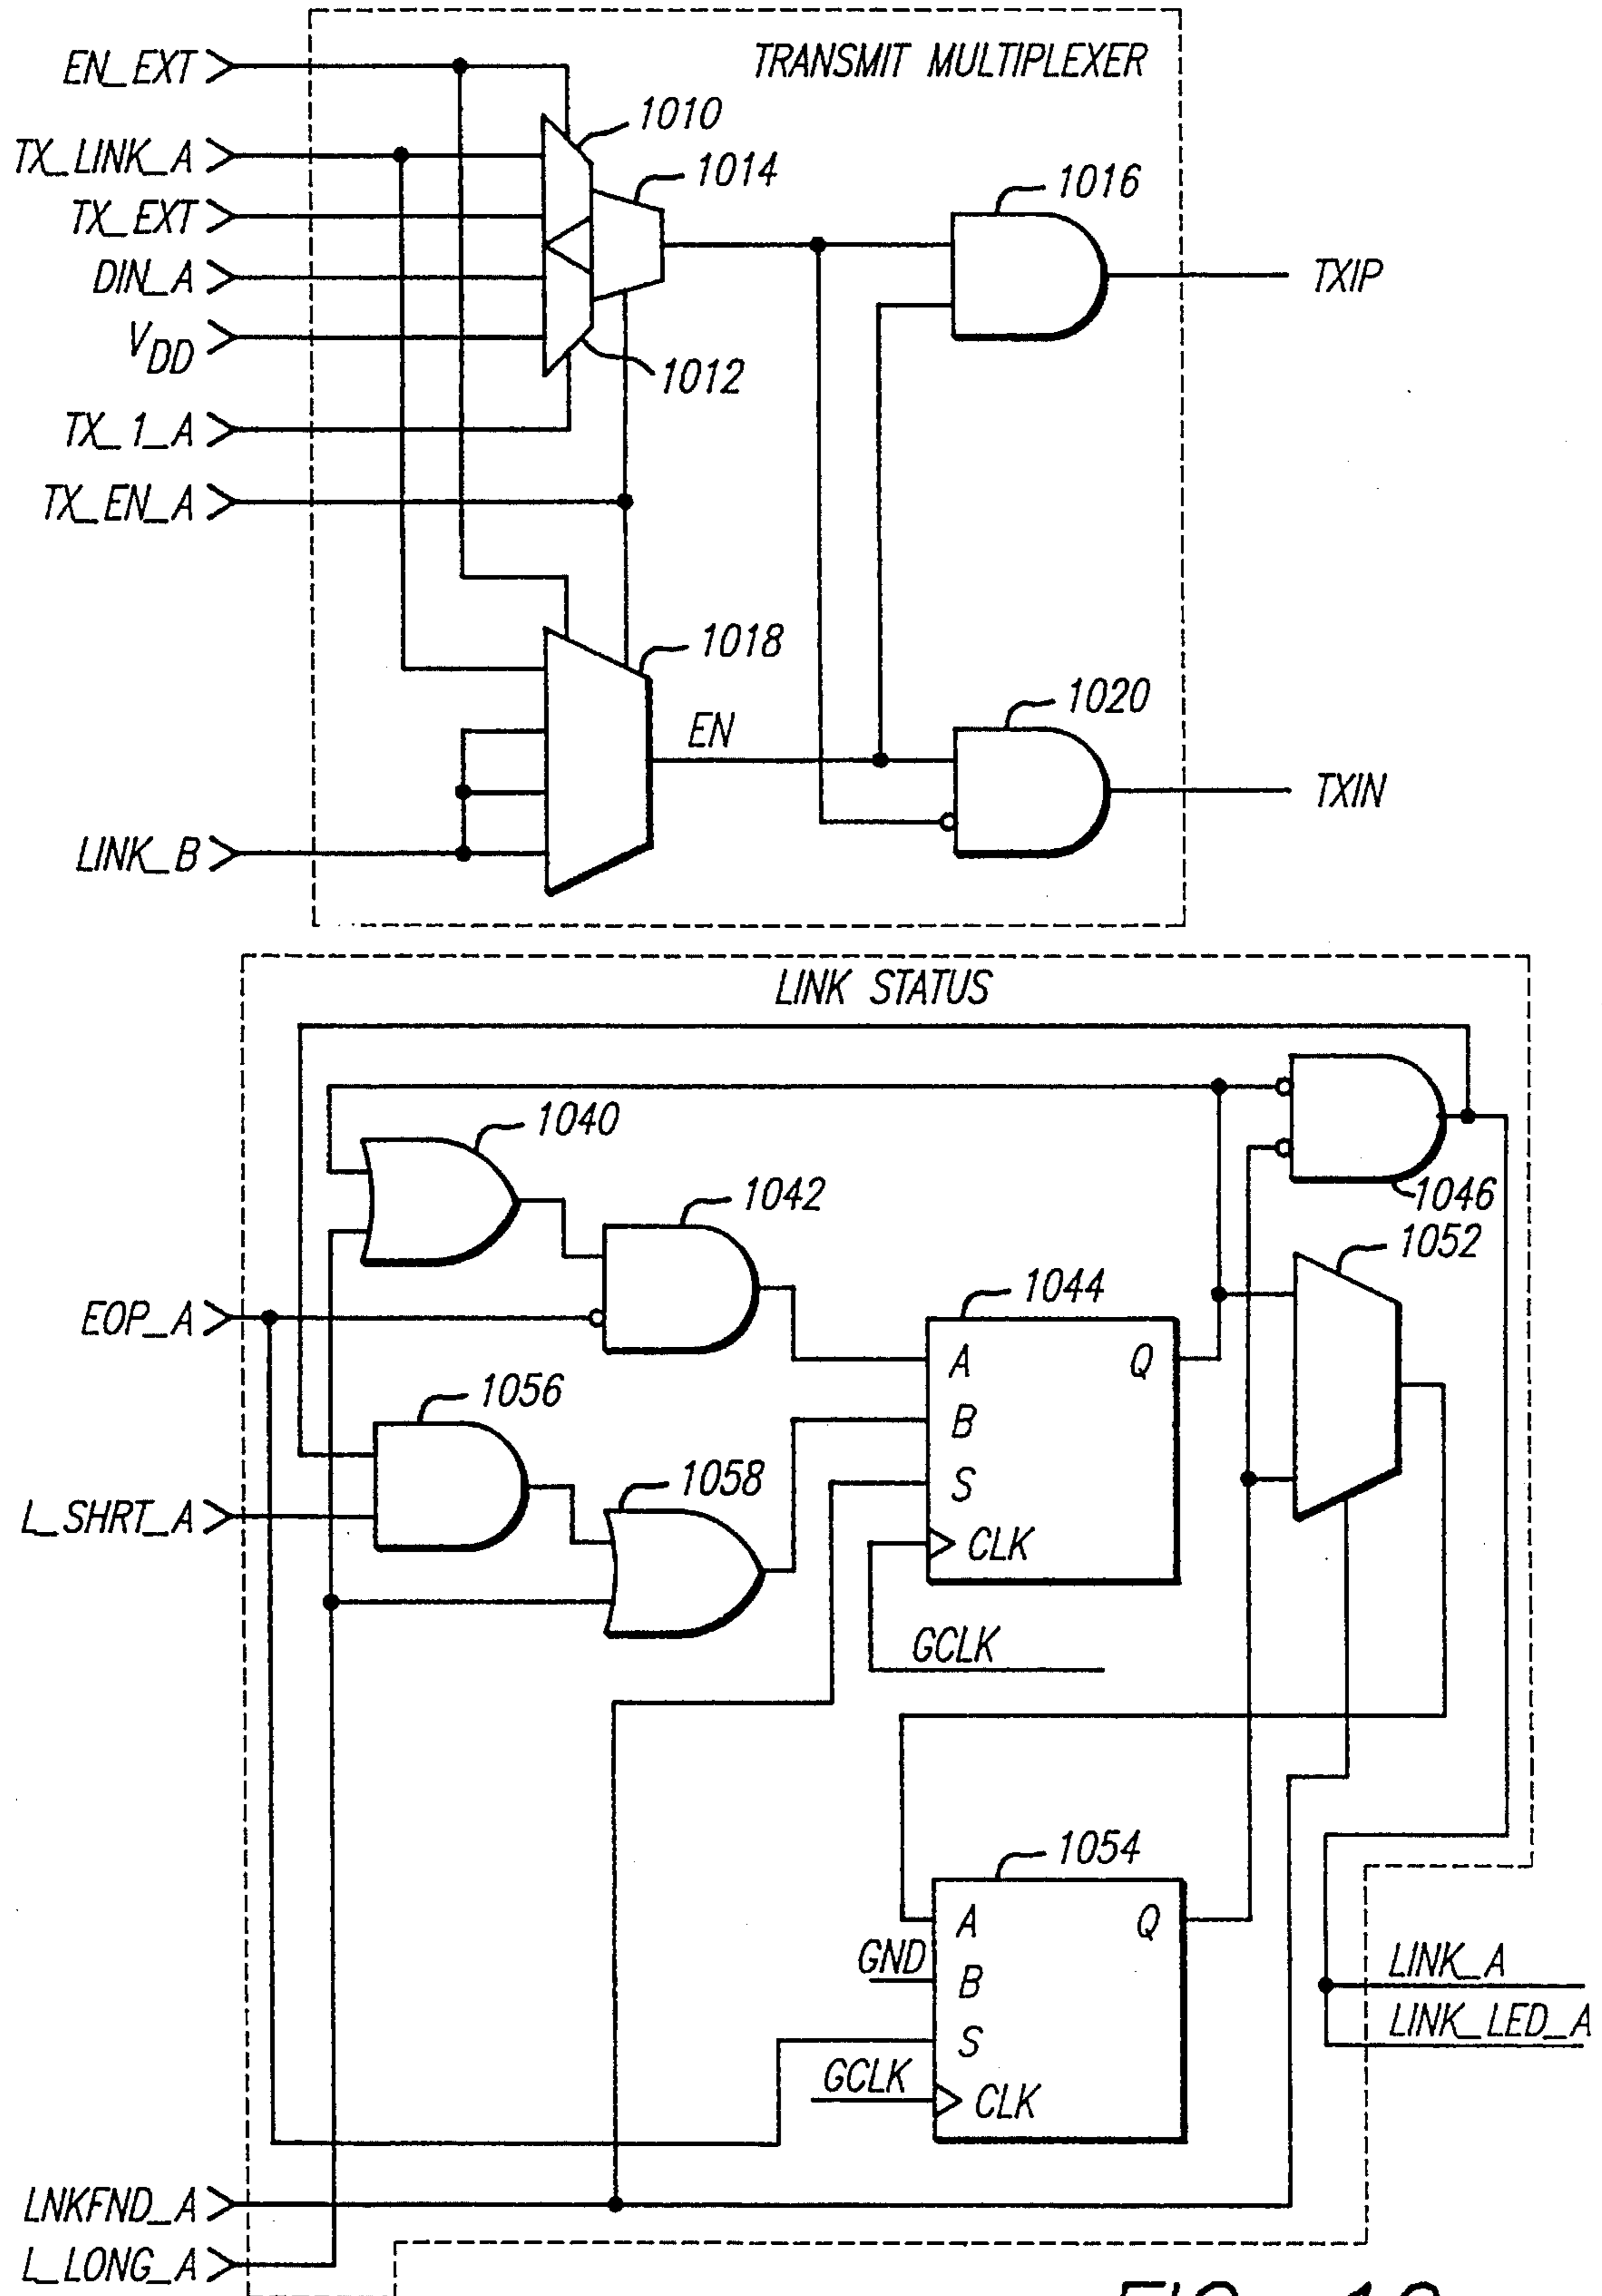 TRANSMIT MULTIPLEXER
EN_EXT
1010
TX_LINK_A
1014
1016
TX_EXT
DIN_A
TXIP
VDD
1012
TX_1_A
TX_EN_A
1018
1020
EN
TXIN
LINK_B
LINK STATUS
1040
1042
1046
1052
EOP_A
1044
A
Q
1056
B
1058
S
L_SHRT_A
CLK
GCLK
1054
A
Q
GND
B
LINK_A
S
LINK_LED_A
GCLK
CLK
LNKFND_A
L_LONG_A